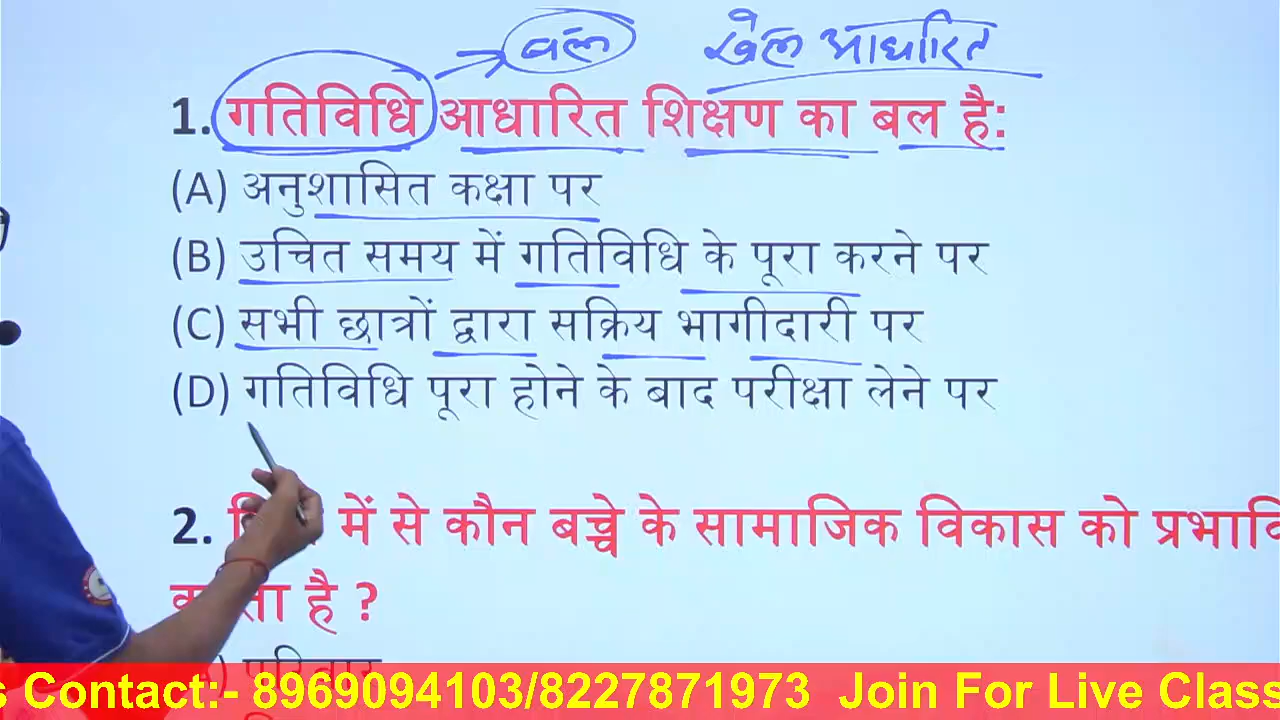 बल खेल आधारित
1. गतिविधि आधारित शिक्षण का बल है:
(A) अनुशासित कक्षा पर
(B) उचित समय में गतिविधि के पूरा करने पर
(C) सभी छात्रों द्वारा सक्रिय भागीदारी पर
(D) गतिविधि पूरा होने के बाद परीक्षा लेने पर
2. में से कौन बच्चे के सामाजिक विकास को
है ?
s Contact:- 8969094103/8227871973 Join For Live Class